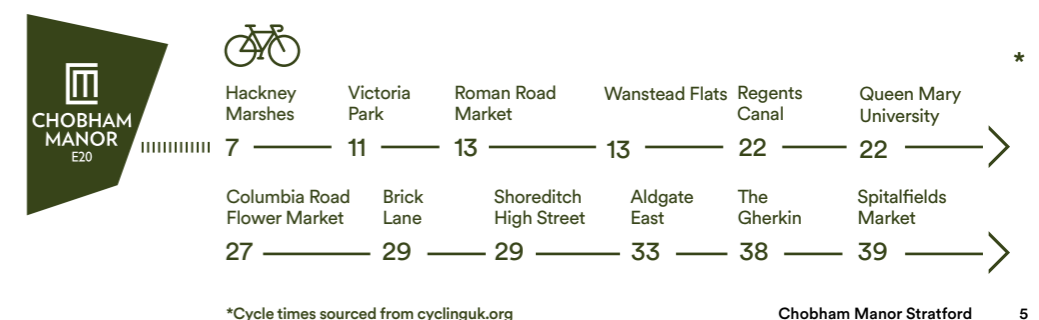 CHOBHAM
MANOR
E20
*
Hackney
Marshes
7
Victoria
Park
11
Roman Road
Market
13
Wanstead Flats
13
Regents
Canal
22
Queen Mary
University
22
Columbia Road
Flower Market
27
Brick
Lane
29
Shoreditch
High Street
29
Aldgate
East
33
The
Gherkin
38
Spitalfields
Market
39
*Cycle times sourced from cyclinguk.org
Chobham Manor Stratford 5